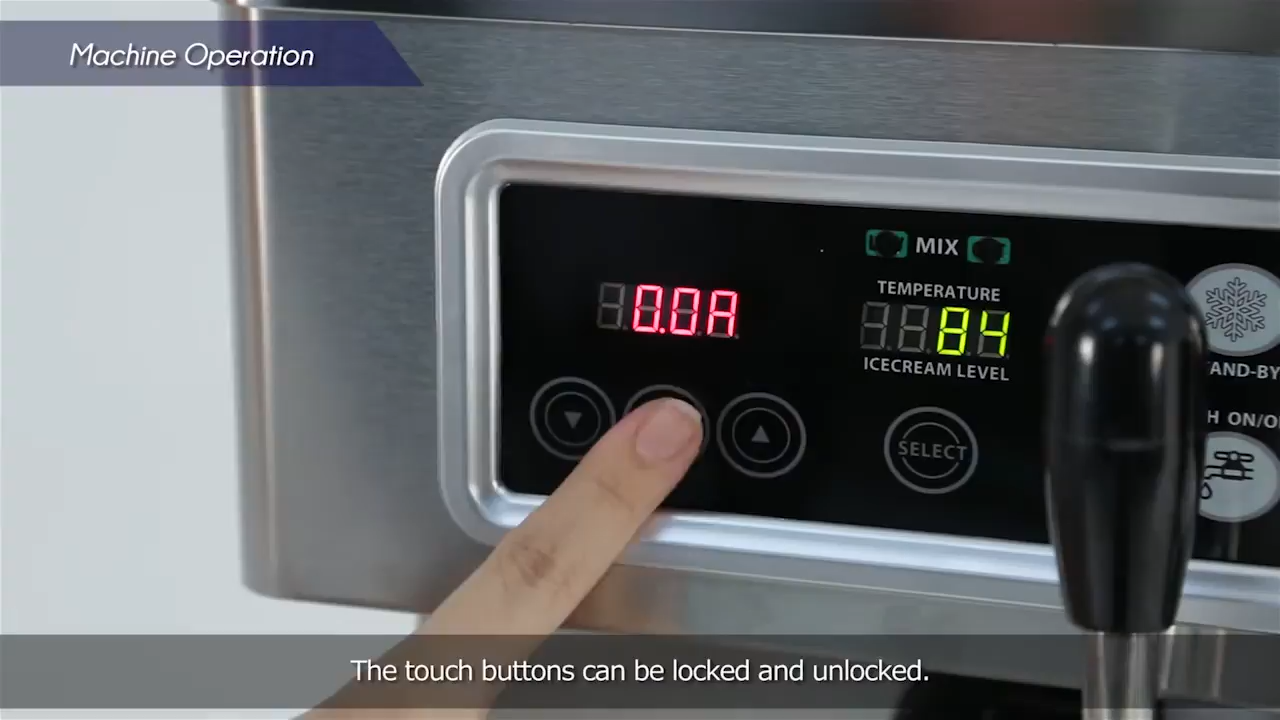 Machine Operation
MIX
TEMPERATURE
0.0A
84
ICECREAM LEVEL
SELECT
AND-BY
H ON/O
The touch buttons can be locked and unlocked.